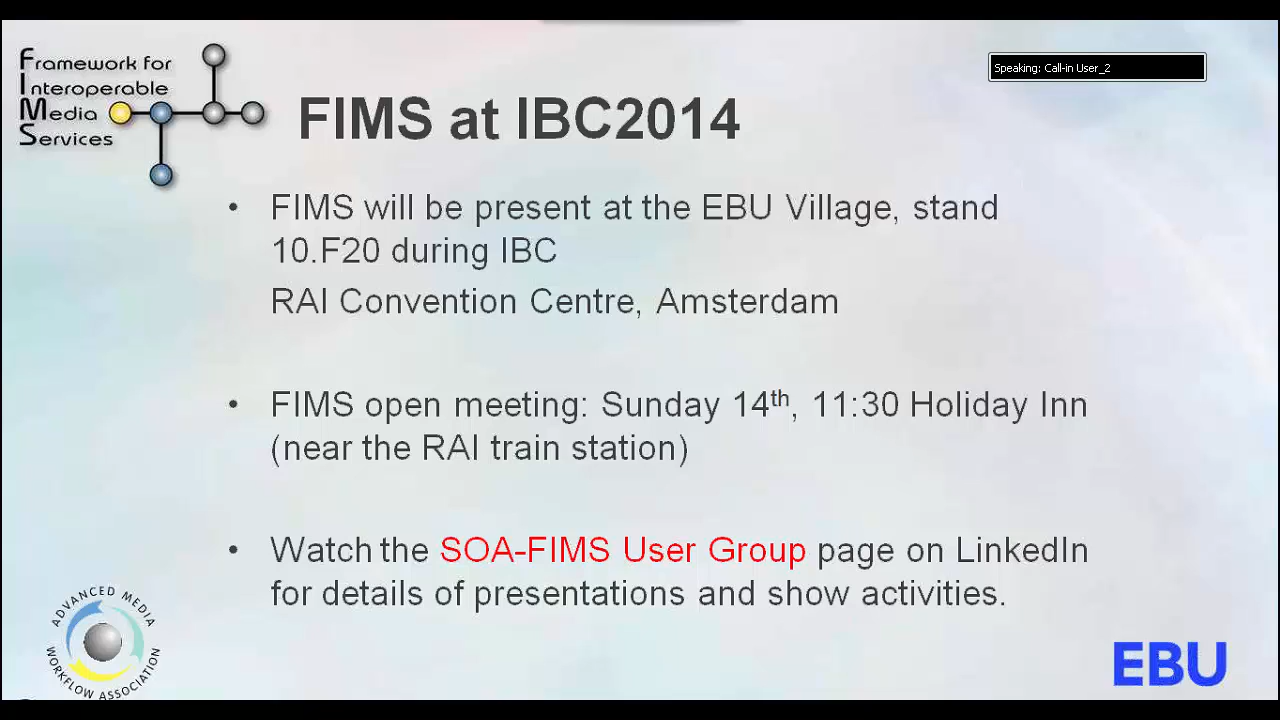 Framework for
Interoperable
Media
Services
Speaking: Call-in User_2
FIMS at IBC2014
• FIMS will be present at the EBU Village, stand
10.F20 during IBC
RAI Convention Centre, Amsterdam
• FIMS open meeting: Sunday 14th, 11:30 Holiday Inn
(near the RAI train station)
• Watch the SOA-FIMS User Group page on LinkedIn
for details of presentations and show activities.
ADVANCED MEDIA
WORKFLOW ASSOCIATION
EBU